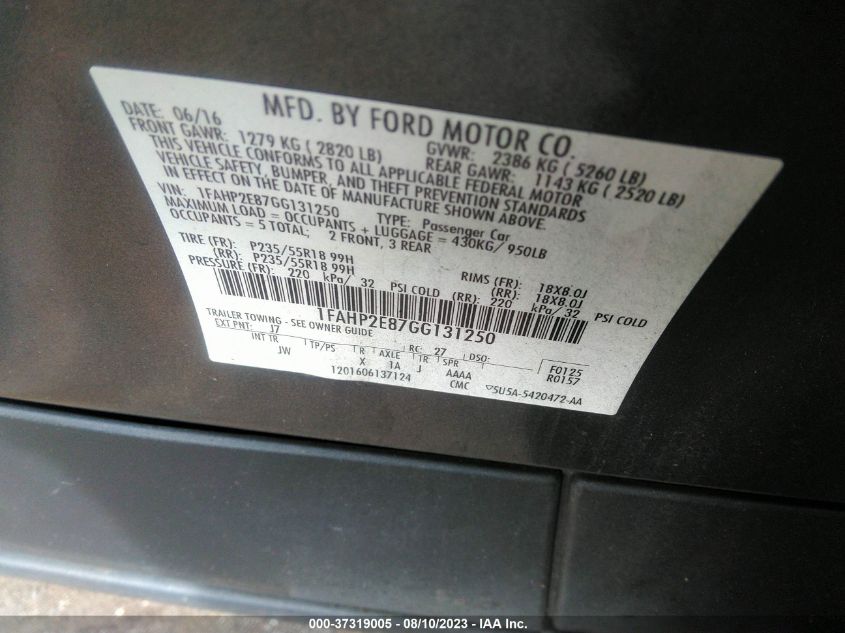 MFD. BY FORD MOTOR CO.
DATE: 06/16 GVWR: 2386 KG ( 5260 LB)
FRONT GAWR: 1279 KG ( 2820 LB) REAR GAWR: 1143 KG ( 2520 LB)
THIS VEHICLE CONFORMS TO ALL APPLICABLE FEDERAL MOTOR
VEHICLE SAFETY, BUMPER, AND THEFT PREVENTION STANDARDS
IN EFFECT ON THE DATE OF MANUFACTURE SHOWN ABOVE.
VIN: 1FAHP2E87GG131250 TYPE: Passenger Car
MAXIMUM LOAD = OCCUPANTS + LUGGAGE = 430KG/ 950LB
OCCUPANTS = 5 TOTAL; 2 FRONT, 3 REAR
TIRE (FR): P235/55R18 99H RIMS (FR): 18X8.0J
(RR): P235/55R18 99H (RR): 18X8.0J
PRESSURE (FR): 220 kPa/ 32 PSI COLD (RR): 220 kPa/ 32 PSI COLD
1FAHP2E87GG131250
TRAILER TOWING - SEE OWNER GUIDE
EXT PNT: J7 RC: 27 DSO:
INT TR TP/PS R AXLE TR SPR F0125
JW X 1A J AAAA R0157
1201606137124 CMC ▽5U5A-5420472-AA
000-37319005 - 08/10/2023 - IAA Inc.